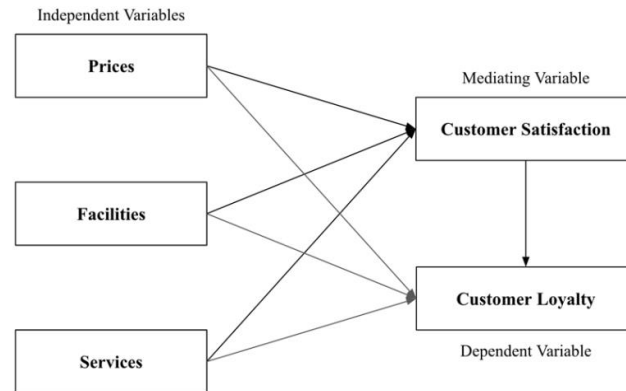 Independent Variables
Prices
Mediating Variable
Customer Satisfaction
Facilities
Customer Loyalty
Services
Dependent Variable